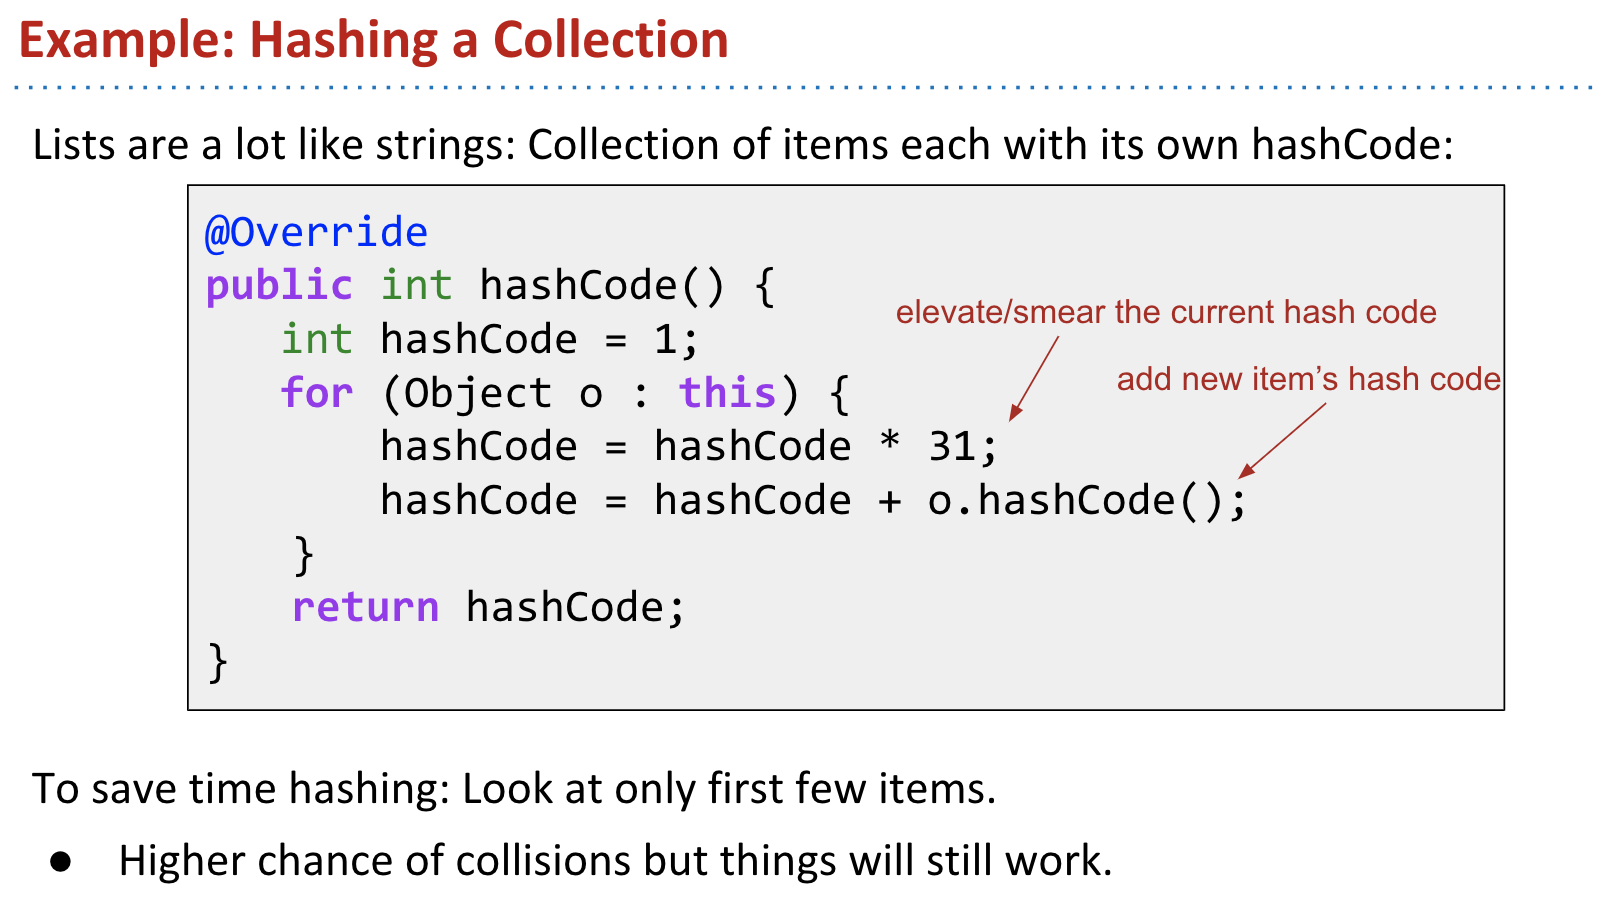 Example: Hashing a Collection
Lists are a lot like strings: Collection of items each with its own hashCode:
@Override
public int hashCode() {
int hashCode = 1;
elevate/smear the current hash code
for (Object o : this) {
add new item’s hash code
hashCode = hashCode * 31;
hashCode = hashCode + o.hashCode();
}
return hashCode;
}
To save time hashing: Look at only first few items.
● Higher chance of collisions but things will still work.